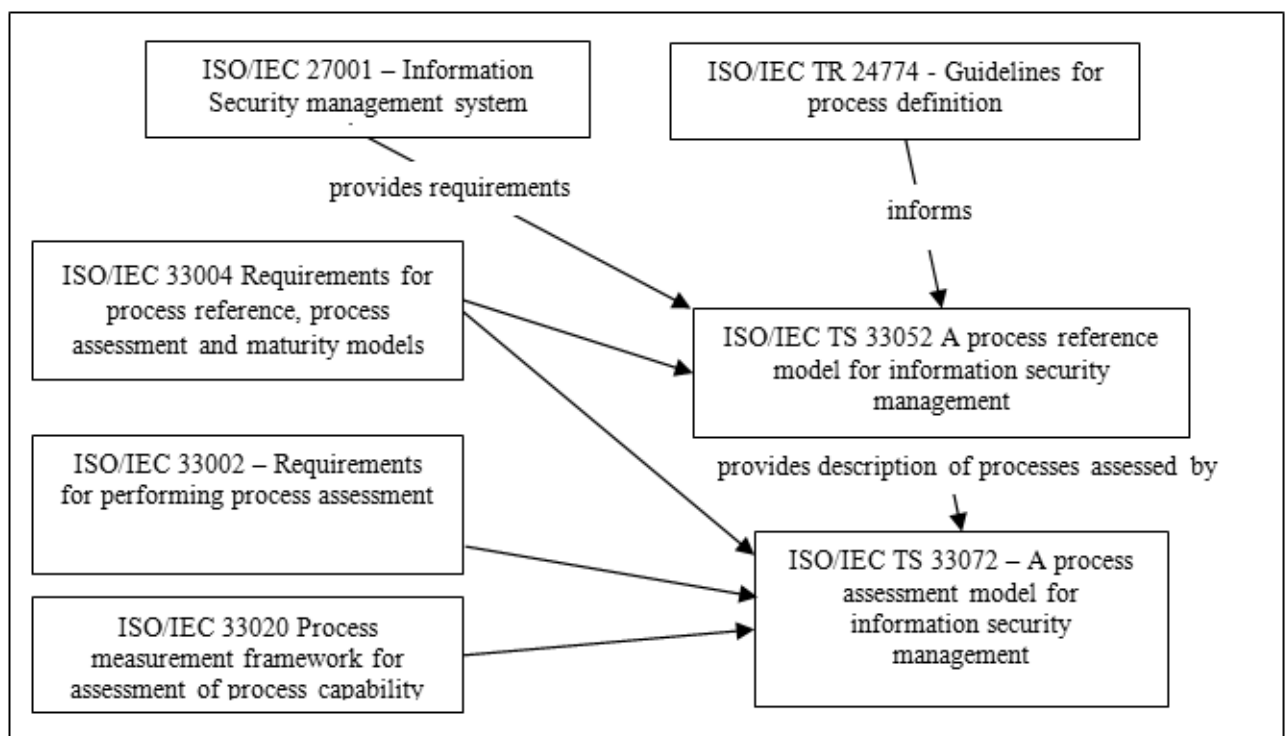 ISO/IEC 27001 – Information
Security management system
ISO/IEC TR 24774 - Guidelines for
process definition
provides requirements
informs
ISO/IEC 33004 Requirements for
process reference, process
assessment and maturity models
ISO/IEC TS 33052 A process reference
model for information security
management
ISO/IEC 33002 – Requirements
for performing process assessment
provides description of processes assessed by
ISO/IEC TS 33072 – A process
assessment model for
information security
management
ISO/IEC 33020 Process
measurement framework for
assessment of process capability